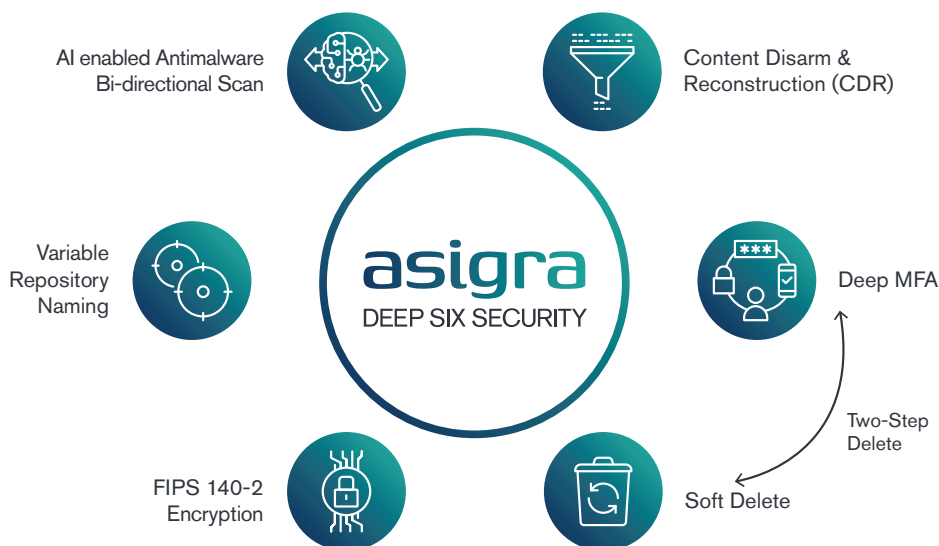 AI enabled Antimalware
Bi-directional Scan
Content Disarm &
Reconstruction (CDR)
Variable
Repository
Naming
asigra
DEEP SIX SECURITY
***
Deep MFA
Two-Step
Delete
FIPS 140-2
Encryption
Soft Delete